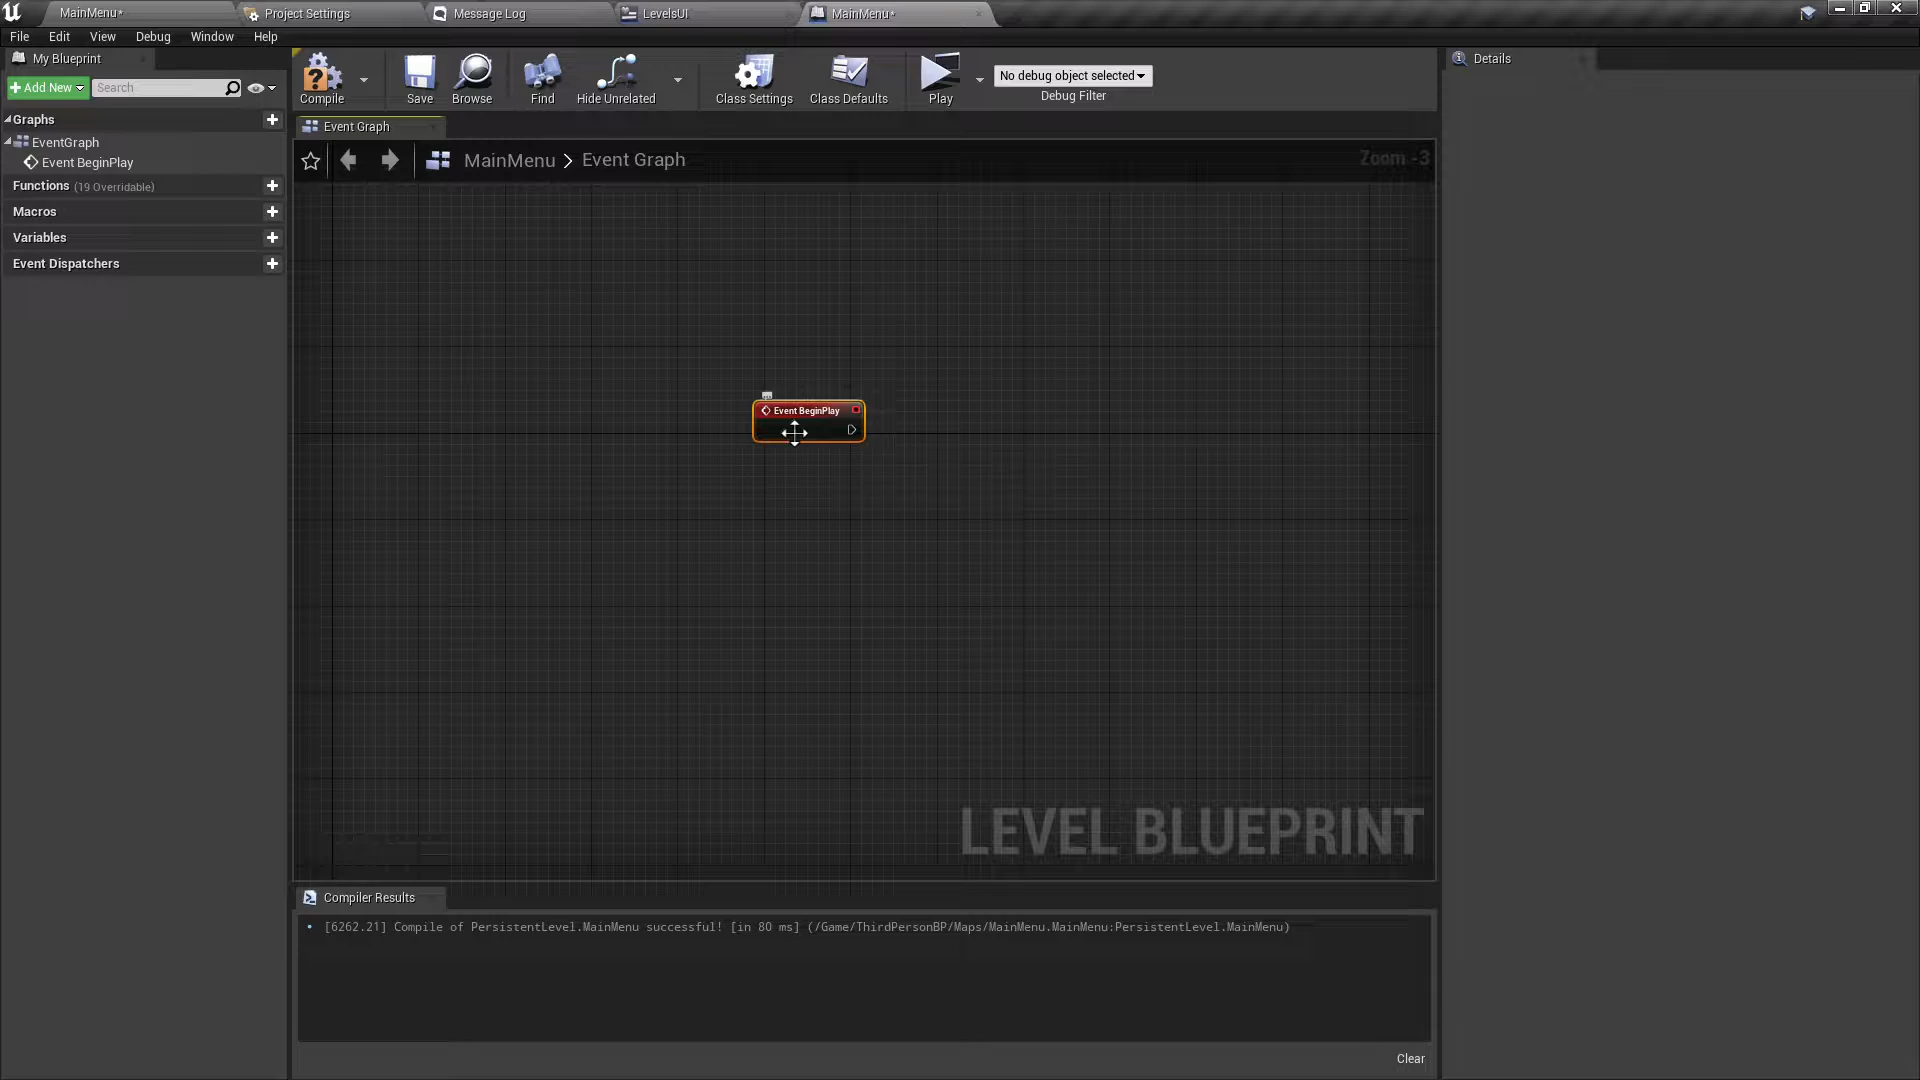 MainMenu*
Project Settings
Message Log
LevelsUI
MainMenu*
File Edit View Debug Window Help
My Blueprint
Details
Add New
Search
Compile
Save
Browse
Find
Hide Unrelated
Class Settings
Class Defaults
Play
No debug object selected
Debug Filter
Graphs
EventGraph
Event BeginPlay
Functions (19 Overridable)
Macros
Variables
Event Dispatchers
Event Graph
MainMenu > Event Graph
Zoom -3
Event BeginPlay
LEVEL BLUEPRINT
Compiler Results
[6262.21] Compile of PersistentLevel.MainMenu successful! [in 80 ms] (/Game/ThirdPersonBP/Maps/MainMenu.MainMenu:PersistentLevel.MainMenu)
Clear